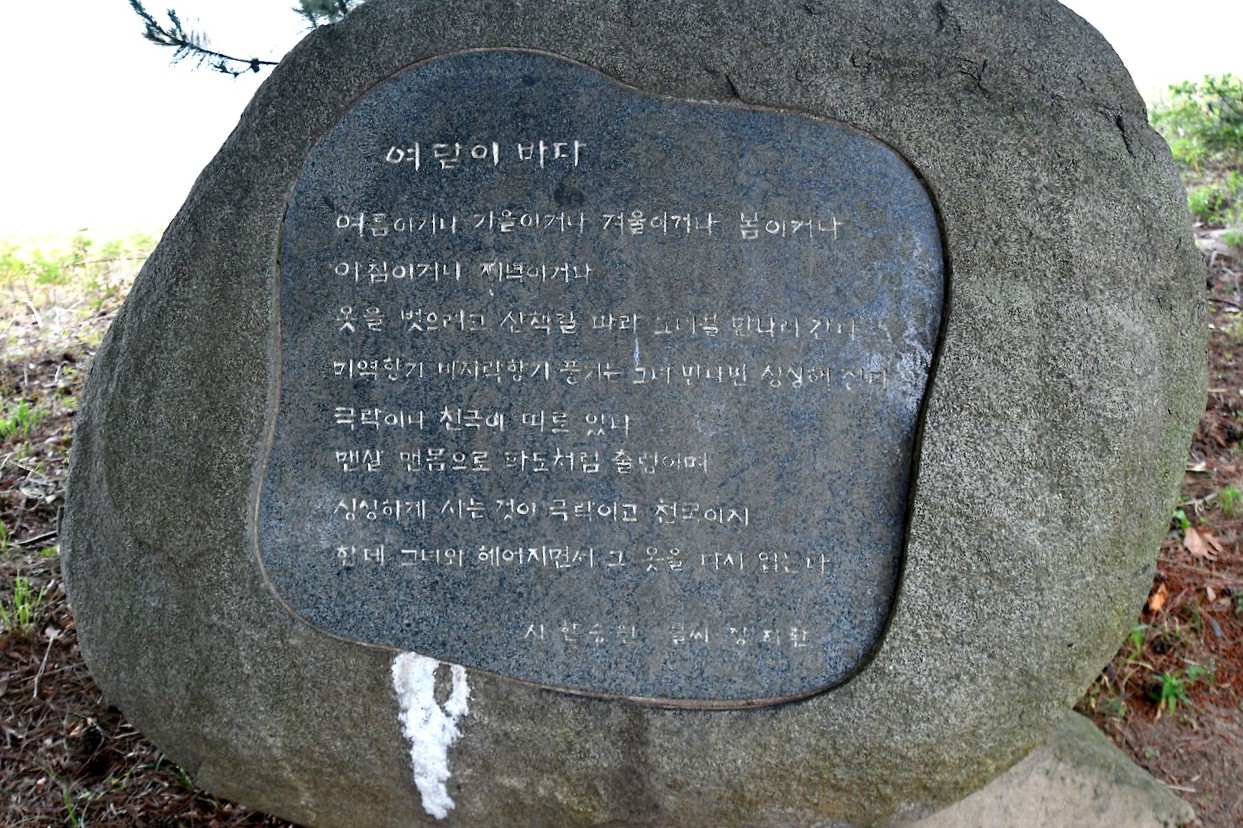 여닫이 바다
여름이거나 가을이거나 겨울이거나 봄이거나
아침이거나 저녁이거나
옷을 벗으려고 산책길 따라 그녀를 만나러 간다
미역향기 바지락향기 풍기는 그녀 만나면 싱싱해 진다
극락이나 천국이 따로 있나
맨살 맨몸으로 파도처럼 출렁이며
싱싱하게 사는 것이 극락이고 천국이지
한데 그녀와 헤어지면서 그 옷을 다시 입는다
시 한승원 글씨 장지환